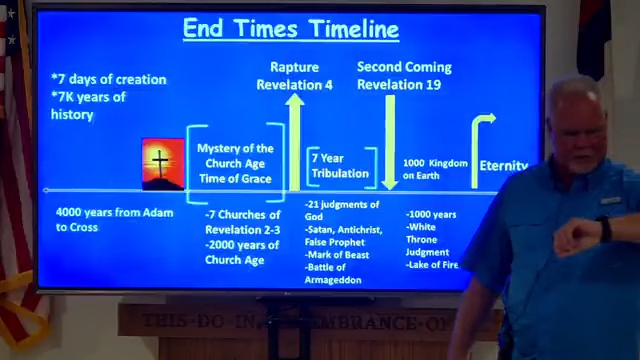 End Times Timeline
*7 days of creation
*7K years of
history
Rapture
Revelation 4
Second Coming
Revelation 19
Mystery of the
Church Age
Time of Grace
7 Year
Tribulation
1000 Kingdom
on Earth
Eternity
4000 years from Adam
to Cross
-7 Churches of
Revelation 2-3
-2000 years of
Church Age
-21 judgments of
God
-Satan, Antichrist,
False Prophet
-Mark of Beast
-Battle of
Armageddon
-1000 years
-White
Throne
Judgment
-Lake of Fire
THIS·DO·IN REMEMBRANCE·O